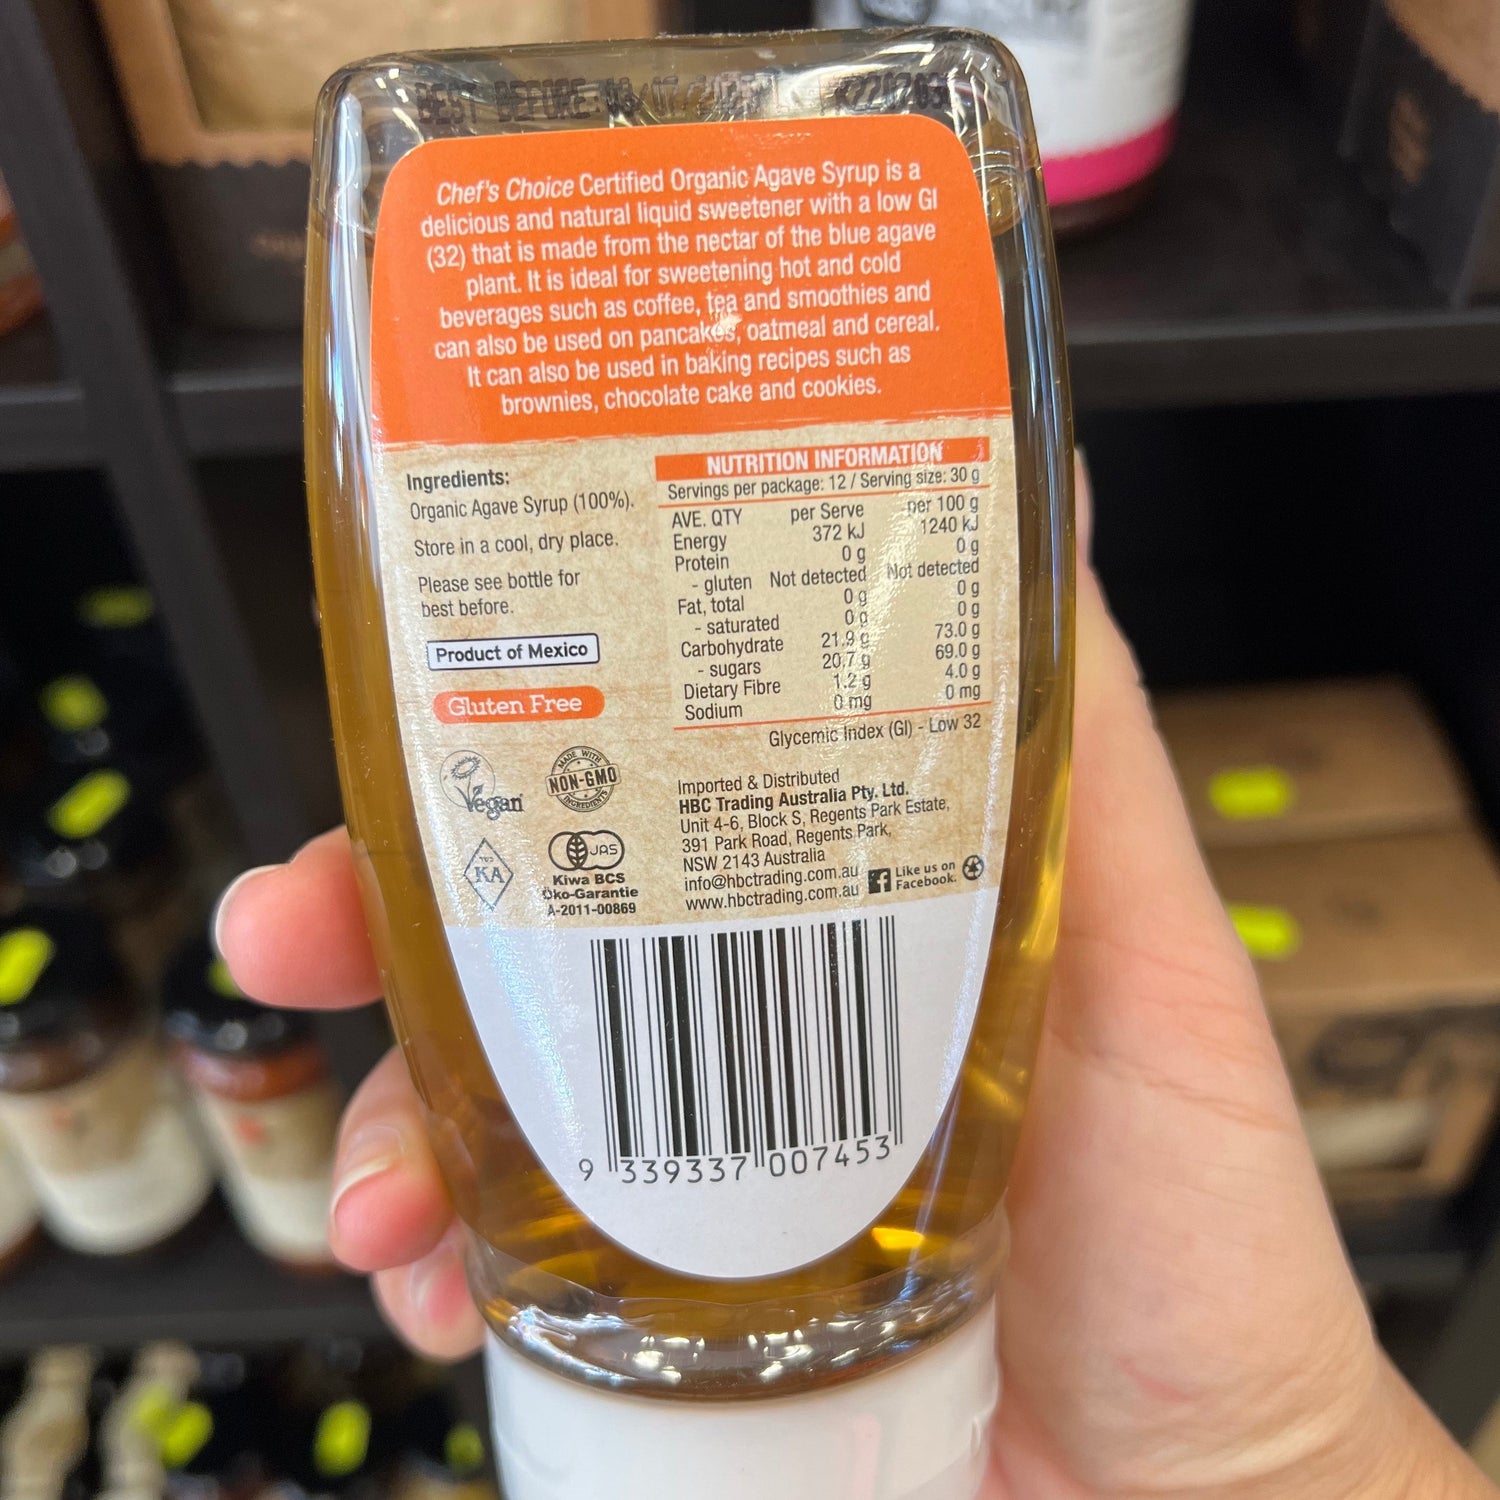 BEST BEFORE
Chef's Choice Certified Organic Agave Syrup is a
delicious and natural liquid sweetener with a low GI
(32) that is made from the nectar of the blue agave
plant. It is ideal for sweetening hot and cold
beverages such as coffee, tea and smoothies and
can also be used on pancakes, oatmeal and cereal.
It can also be used in baking recipes such as
brownies, chocolate cake and cookies.
Ingredients:
Organic Agave Syrup (100%).
Store in a cool, dry place.
Please see bottle for
best before.
Product of Mexico
Gluten Free
Vegan
MADE WITH
NON-GMO
INGREDIENTS
כשר
KA
JAS
Kiwa BCS
Öko-Garantie
A-2011-00869
NUTRITION INFORMATION
Servings per package: 12 / Serving size: 30 g
AVE. QTY per Serve per 100 g
Energy 372 kJ 1240 kJ
Protein 0 g 0 g
- gluten Not detected Not detected
Fat, total 0 g 0 g
- saturated 0 g 0 g
Carbohydrate 21.9 g 73.0 g
- sugars 20.7 g 69.0 g
Dietary Fibre 1.2 g 4.0 g
Sodium 0 mg 0 mg
Glycemic Index (GI) - Low 32
Imported & Distributed
HBC Trading Australia Pty. Ltd.
Unit 4-6, Block S, Regents Park Estate,
391 Park Road, Regents Park,
NSW 2143 Australia
info@hbctrading.com.au
www.hbctrading.com.au
Like us on
Facebook.
9 339337 007453